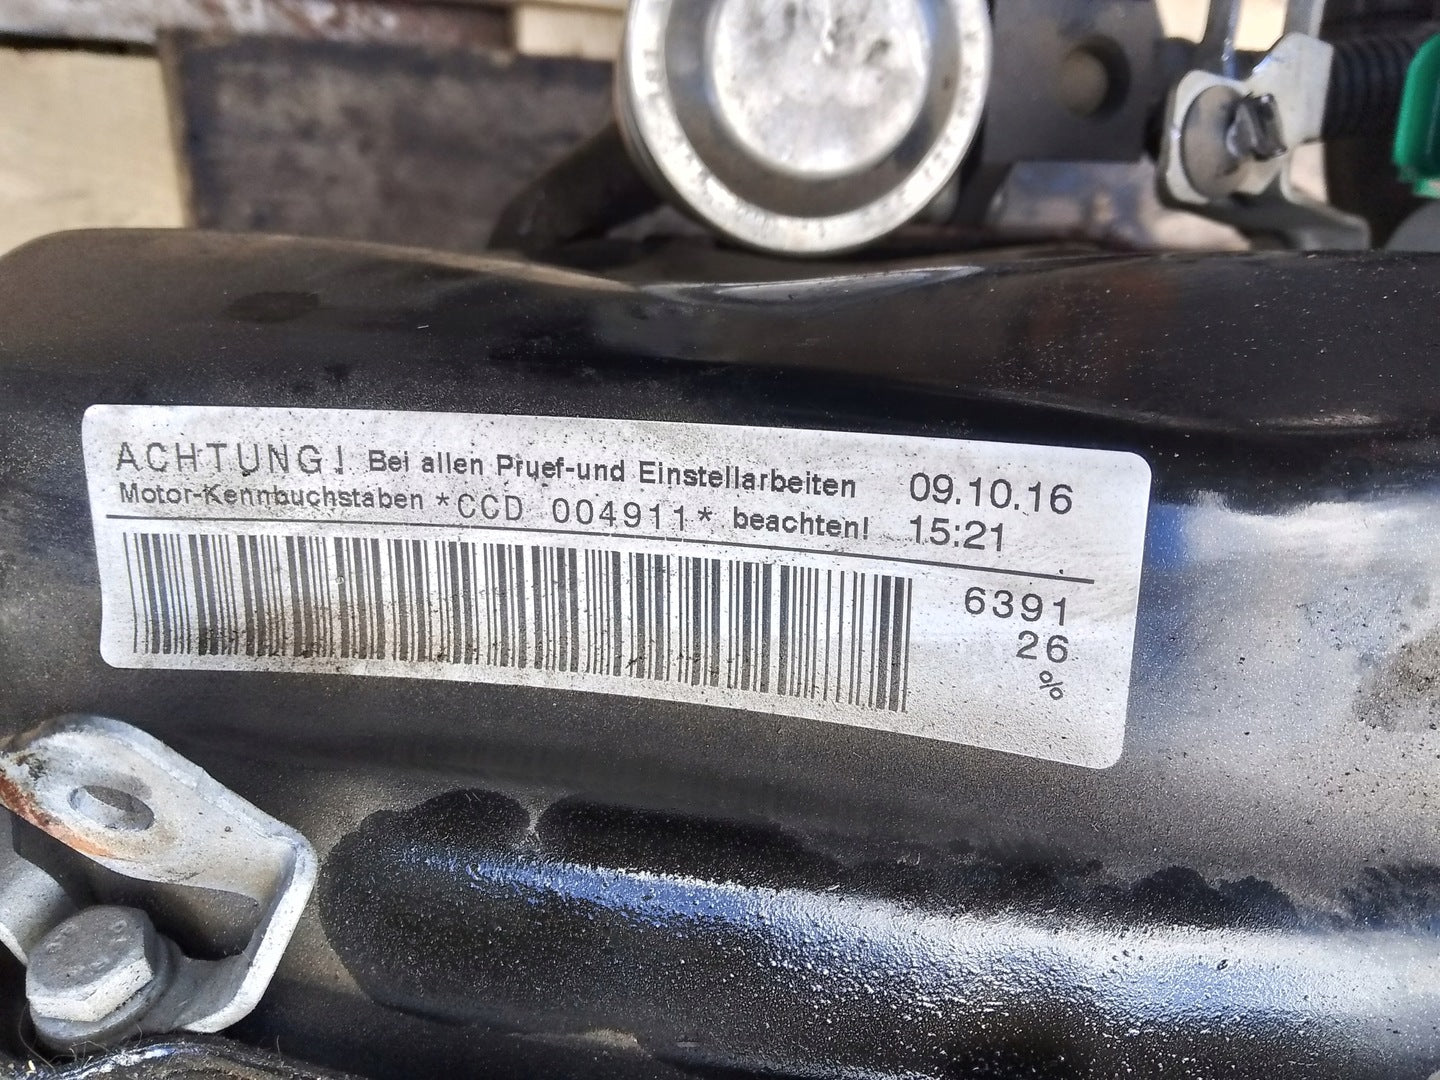 ACHTUNG! Bei allen Pruef-und Einstellarbeiten 09.10.16
Motor-Kennbuchstaben *CCD 004911* beachten! 15:21
6391
26
%